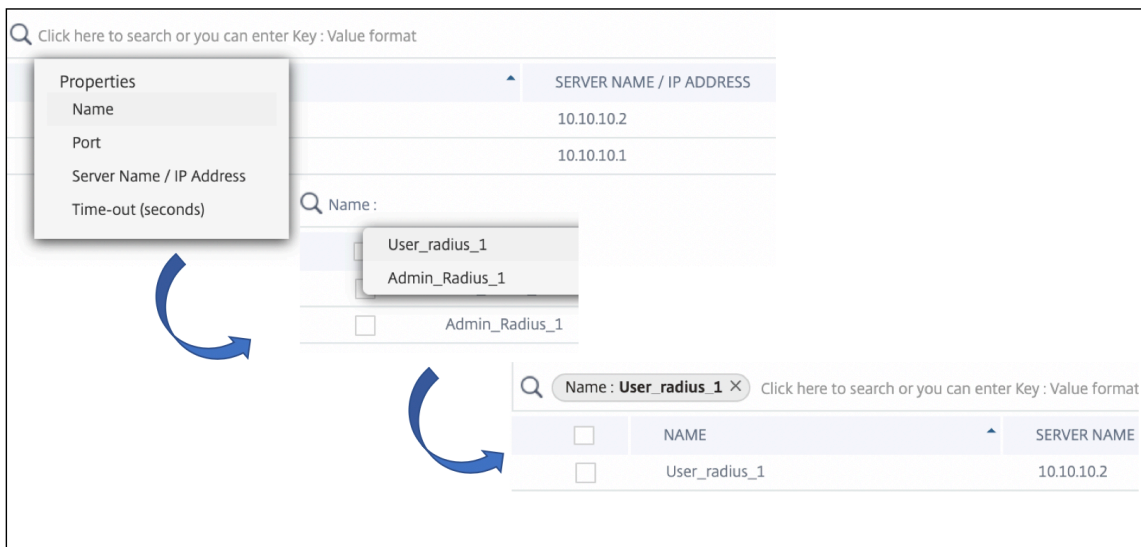 Click here to search or you can enter Key : Value format
Properties
Name
Port
Server Name / IP Address
Time-out (seconds)
SERVER NAME / IP ADDRESS
10.10.10.2
10.10.10.1
Name :
User_radius_1
Admin_Radius_1
Admin_Radius_1
Name : User_radius_1 × Click here to search or you can enter Key : Value format
NAME SERVER NAME
User_radius_1 10.10.10.2